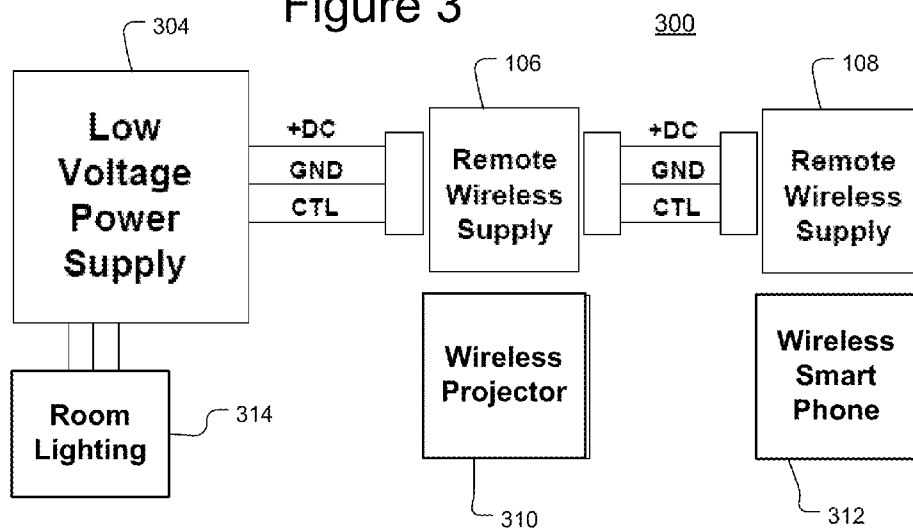 Figure 3
300
304
106
108
Low
Voltage
Power
Supply
+DC
GND
CTL
Remote
Wireless
Supply
+DC
GND
CTL
Remote
Wireless
Supply
Room
Lighting
314
Wireless
Projector
310
Wireless
Smart
Phone
312